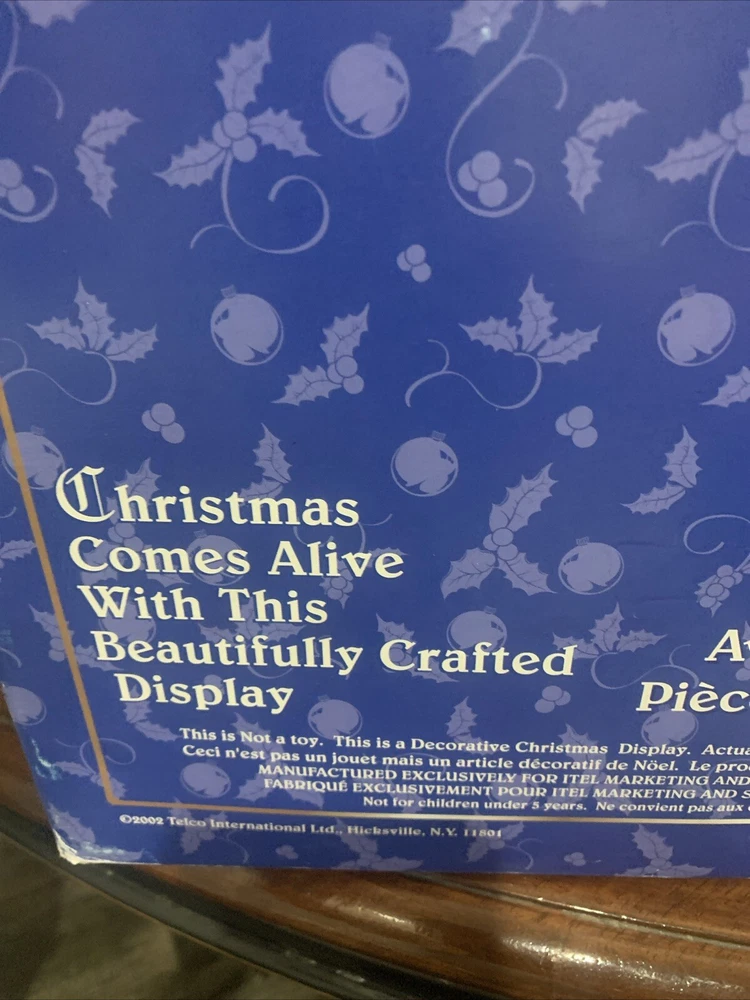 Christmas
Comes Alive
With This
Beautifully Crafted
Display
Pièc
This is Not a toy. This is a Decorative Christmas Display. Actua
Ceci n'est pas un jouet mais un article décoratif de Nöel. Le pro
MANUFACTURED EXCLUSIVELY FOR ITEL MARKETING AND
FABRIQUÉ EXCLUSIVEMENT POUR ITEL MARKETING AND S
Not for children under 5 years. Ne convient pas aux
©2002 Telco International Ltd., Hicksville, N.Y. 11801